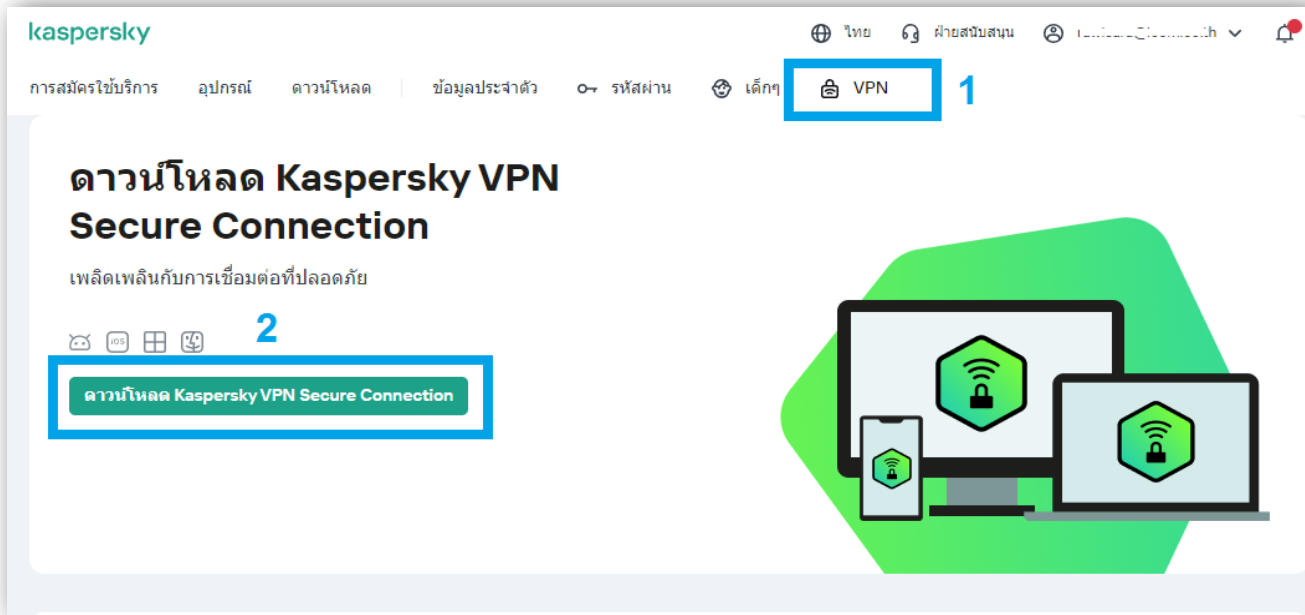 kaspersky
ไทย ฝ่ายสนับสนุน
การสมัครใช้บริการ อุปกรณ์ ดาวน์โหลด ข้อมูลประจำตัว รหัสผ่าน เด็กๆ VPN 1
ดาวน์โหลด Kaspersky VPN
Secure Connection
เพลิดเพลินกับการเชื่อมต่อที่ปลอดภัย
iOS 2
ดาวน์โหลด Kaspersky VPN Secure Connection